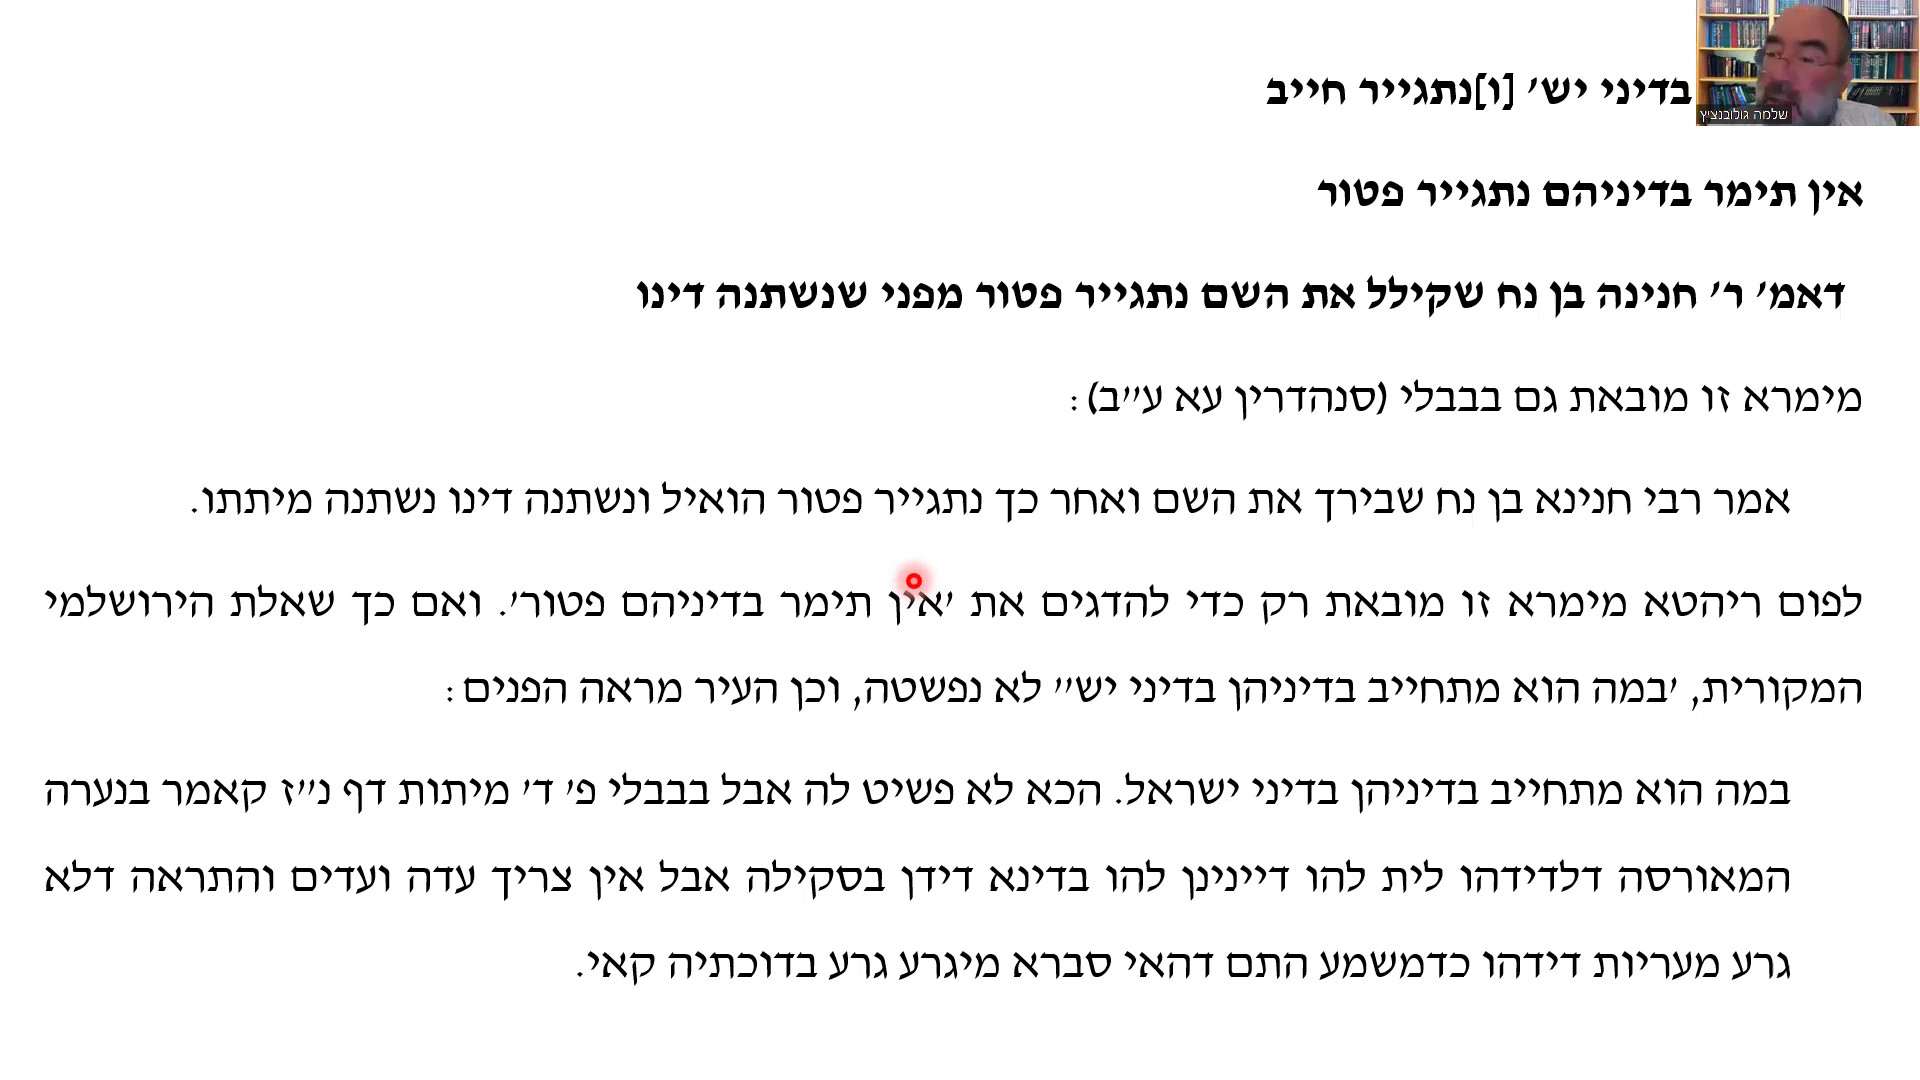 בדיני יש' [ו]נתגייר חייב
שלמה גולובנציץ
אין תימר בדיניהם נתגייר פטור
דאמ' ר' חנינה בן נח שקילל את השם נתגייר פטור מפני שנשתנה דינו
מימרא זו מובאת גם בבבלי (סנהדרין עא ע"ב):
אמר רבי חנינא בן נח שבירך את השם ואחר כך נתגייר פטור הואיל ונשתנה דינו נשתנה מיתתו.
לפום ריהטא מימרא זו מובאת רק כדי להדגים את 'אין תימר בדיניהם פטור'. ואם כך שאלת הירושלמי
המקורית, 'במה הוא מתחייב בדיניהן בדיני יש'' לא נפשטה, וכן העיר מראה הפנים:
במה הוא מתחייב בדיניהן בדיני ישראל. הכא לא פשיט לה אבל בבבלי פ' ד' מיתות דף נ"ז קאמר בנערה
המאורסה דלדידהו לית להו דיינינן להו בדינא דידן בסקילה אבל אין צריך עדה ועדים והתראה דלא
גרע מעריות דידהו כדמשמע התם דהאי סברא מיגרע גרע בדוכתיה קאי.